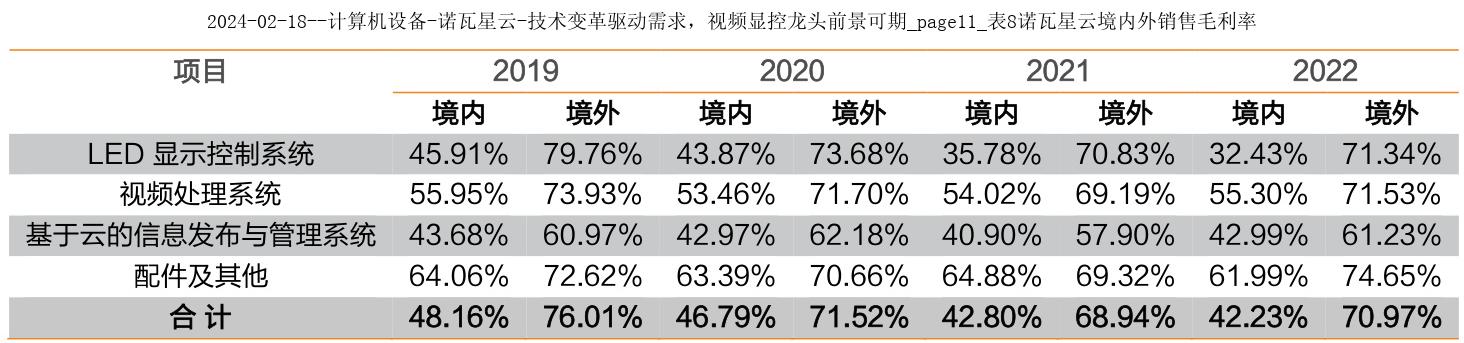 2024-02-18--计算机设备-诺瓦星云-技术变革驱动需求，视频显控龙头前景可期_page11_表8诺瓦星云境内外销售毛利率
项目 2019 2020 2021 2022
境内 境外 境内 境外 境内 境外 境内 境外
LED 显示控制系统 45.91% 79.76% 43.87% 73.68% 35.78% 70.83% 32.43% 71.34%
视频处理系统 55.95% 73.93% 53.46% 71.70% 54.02% 69.19% 55.30% 71.53%
基于云的信息发布与管理系统 43.68% 60.97% 42.97% 62.18% 40.90% 57.90% 42.99% 61.23%
配件及其他 64.06% 72.62% 63.39% 70.66% 64.88% 69.32% 61.99% 74.65%
合 计 48.16% 76.01% 46.79% 71.52% 42.80% 68.94% 42.23% 70.97%